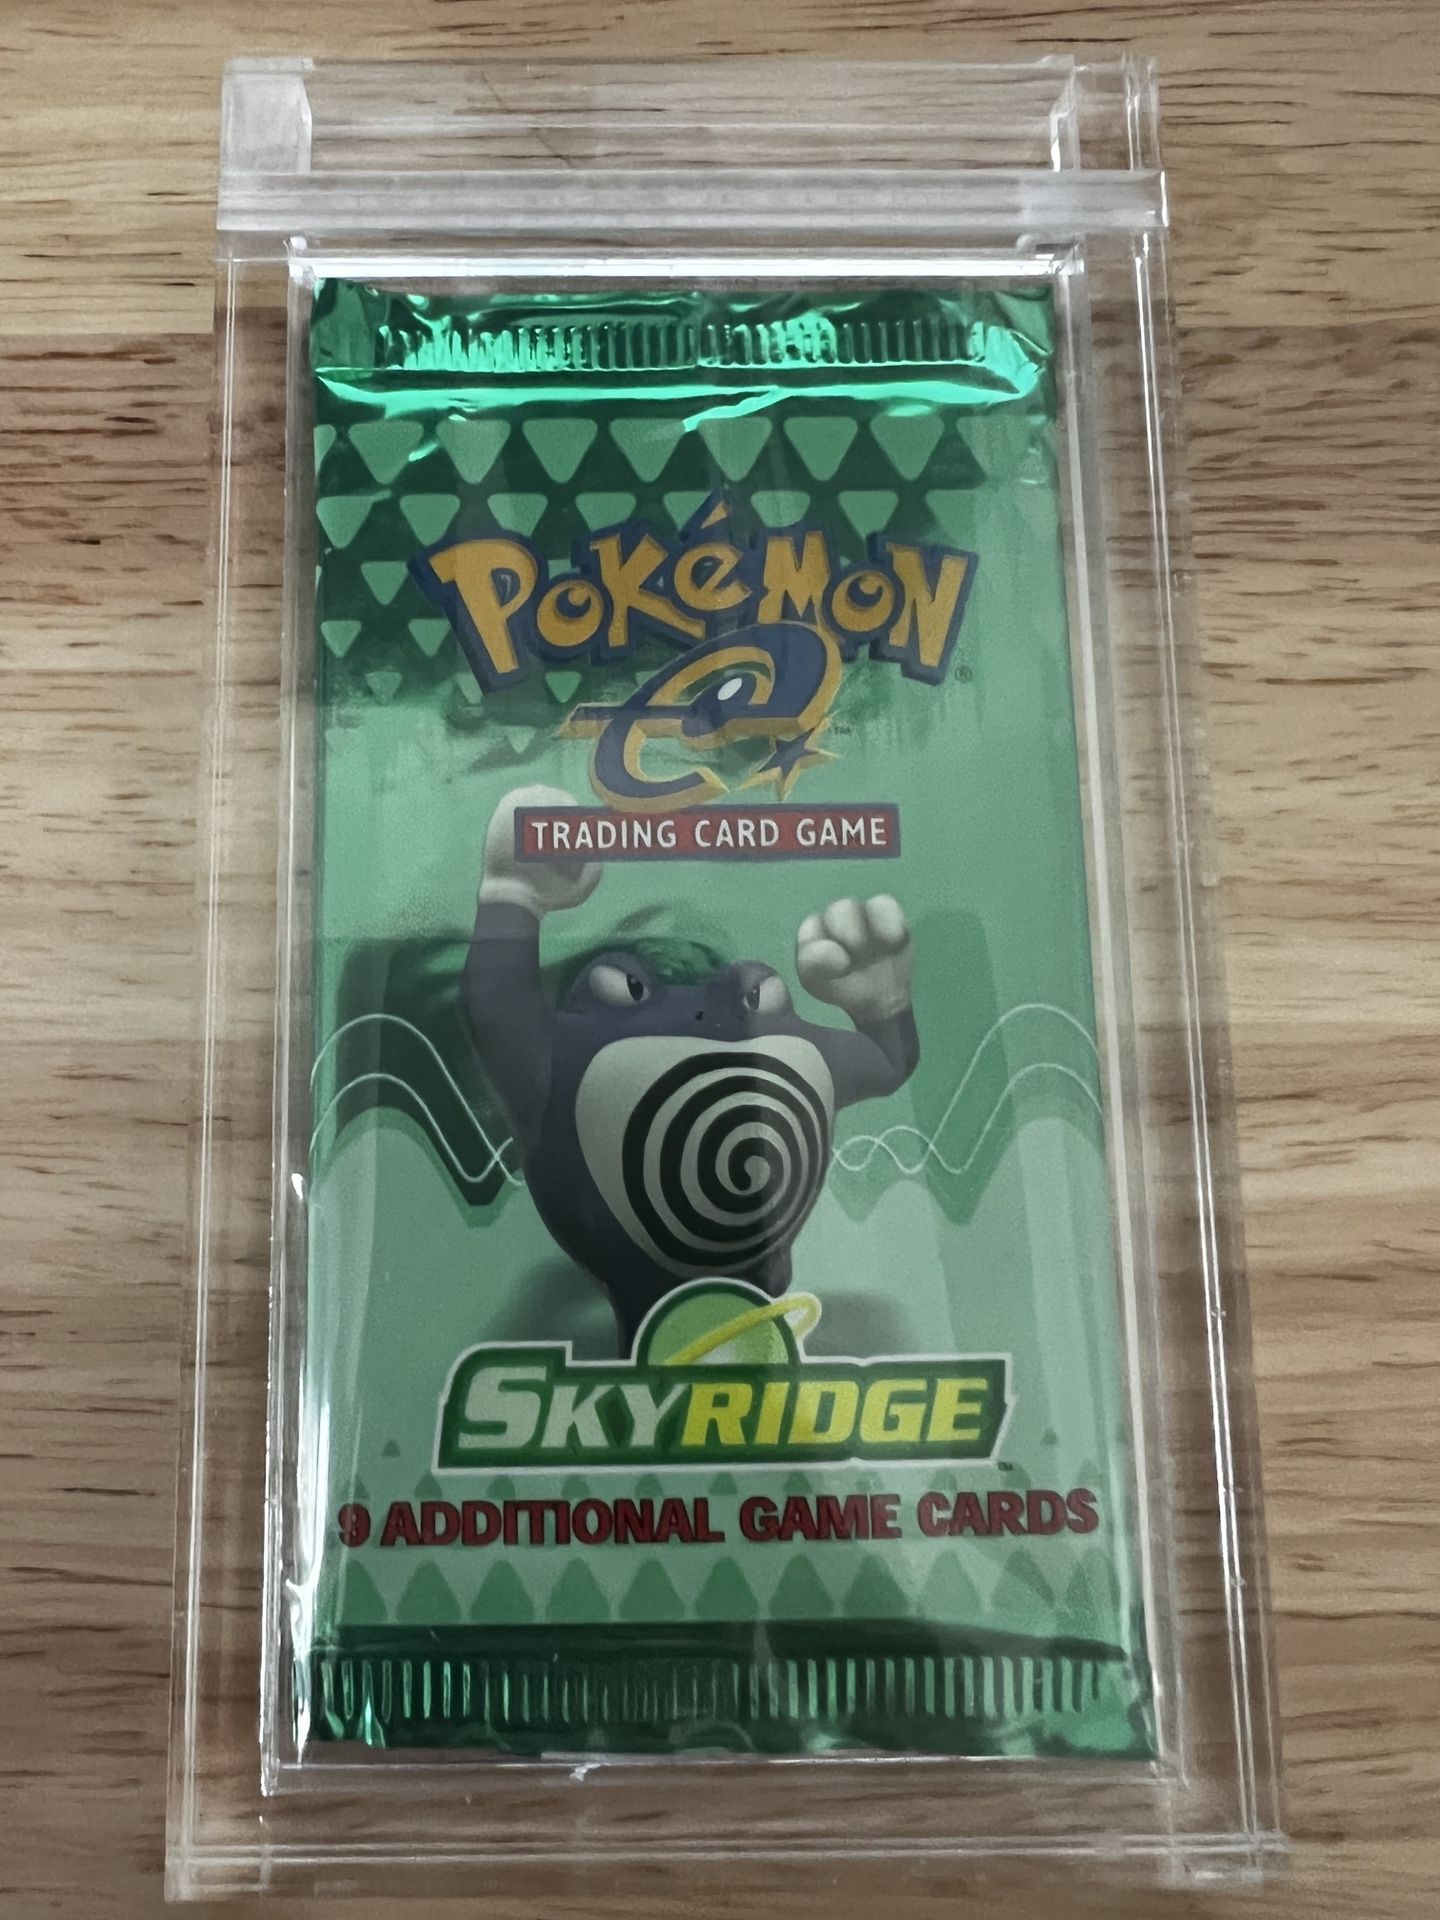 POKéMON
®
e
TRADING CARD GAME
SKYRIDGE
9 ADDITIONAL GAME CARDS